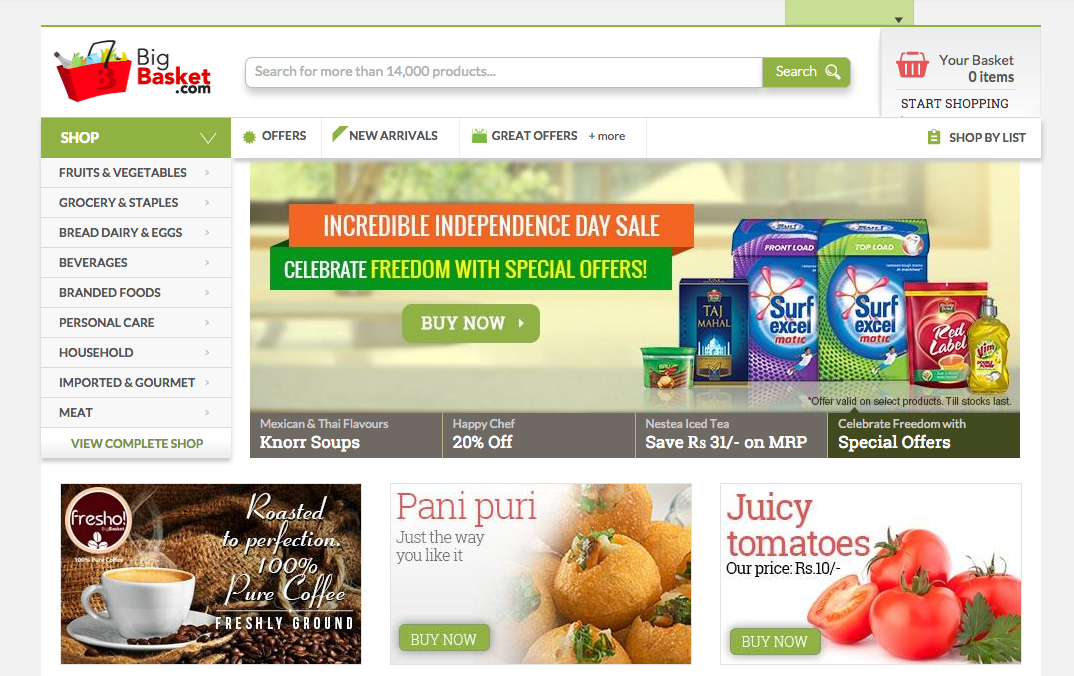 Big
Basket
.com
Search for more than 14,000 products...
Search
Your Basket
0 items
START SHOPPING
SHOP
OFFERS
NEW ARRIVALS
GREAT OFFERS + more
SHOP BY LIST
FRUITS & VEGETABLES
GROCERY & STAPLES
BREAD DAIRY & EGGS
BEVERAGES
BRANDED FOODS
PERSONAL CARE
HOUSEHOLD
IMPORTED & GOURMET
MEAT
VIEW COMPLETE SHOP
INCREDIBLE INDEPENDENCE DAY SALE
CELEBRATE FREEDOM WITH SPECIAL OFFERS!
BUY NOW
TAJ
MAHAL
FRONT LOAD
Surf
excel
matic
TOP LOAD
Surf
excel
matic
Red
Label
Vim
*Offer valid on select products. Till stocks last.
Mexican & Thai Flavours
Knorr Soups
Happy Chef
20% Off
Nestea Iced Tea
Save Rs 31/- on MRP
Celebrate Freedom with
Special Offers
fresho!
BigBasket
100% Pure Coffee
Roasted
to perfection.
100%
Pure Coffee
FRESHLY GROUND
Pani puri
Just the way
you like it
BUY NOW
Juicy
tomatoes
Our price: Rs.10/-
BUY NOW